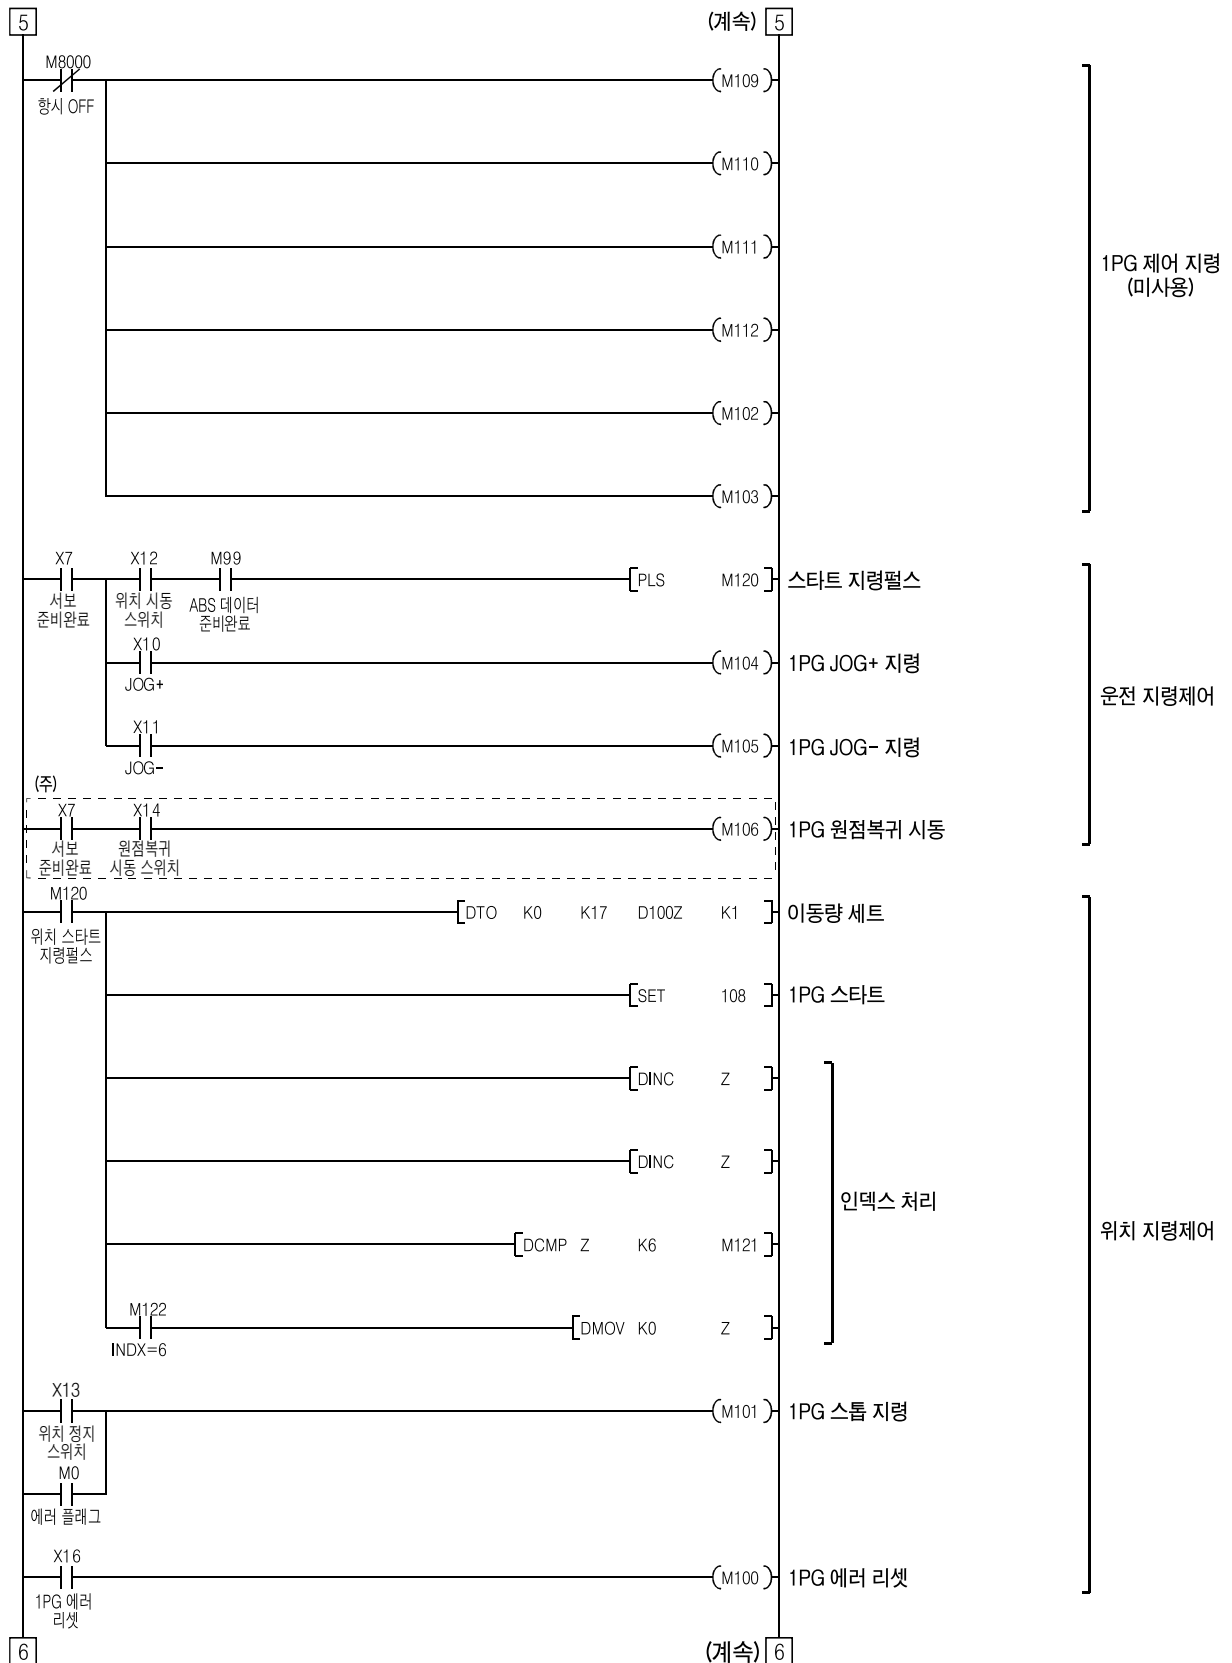 5 (계속) 5
M8000
(M109)
항시 OFF
(M110)
(M111)
1PG 제어 지령
(미사용)
(M112)
(M102)
(M103)
X7 X12 M99
PLS M120 스타트 지령펄스
서보
준비완료
위치 시동
스위치
ABS 데이터
준비완료
X10
(M104) 1PG JOG+ 지령
JOG+
운전 지령제어
X11
(M105) 1PG JOG- 지령
JOG-
(주)
X7 X14
(M106) 1PG 원점복귀 시동
서보
준비완료
원점복귀
시동 스위치
M120
DTO K0 K17 D100Z K1 이동량 세트
위치 스타트
지령펄스
SET 108 1PG 스타트
DINC Z
DINC Z
인덱스 처리
위치 지령제어
DCMP Z K6 M121
M122
DMOV K0 Z
INDX=6
X13
(M101) 1PG 스톱 지령
위치 정지
스위치
M0
에러 플래그
X16
(M100) 1PG 에러 리셋
1PG 에러
리셋
6 (계속) 6